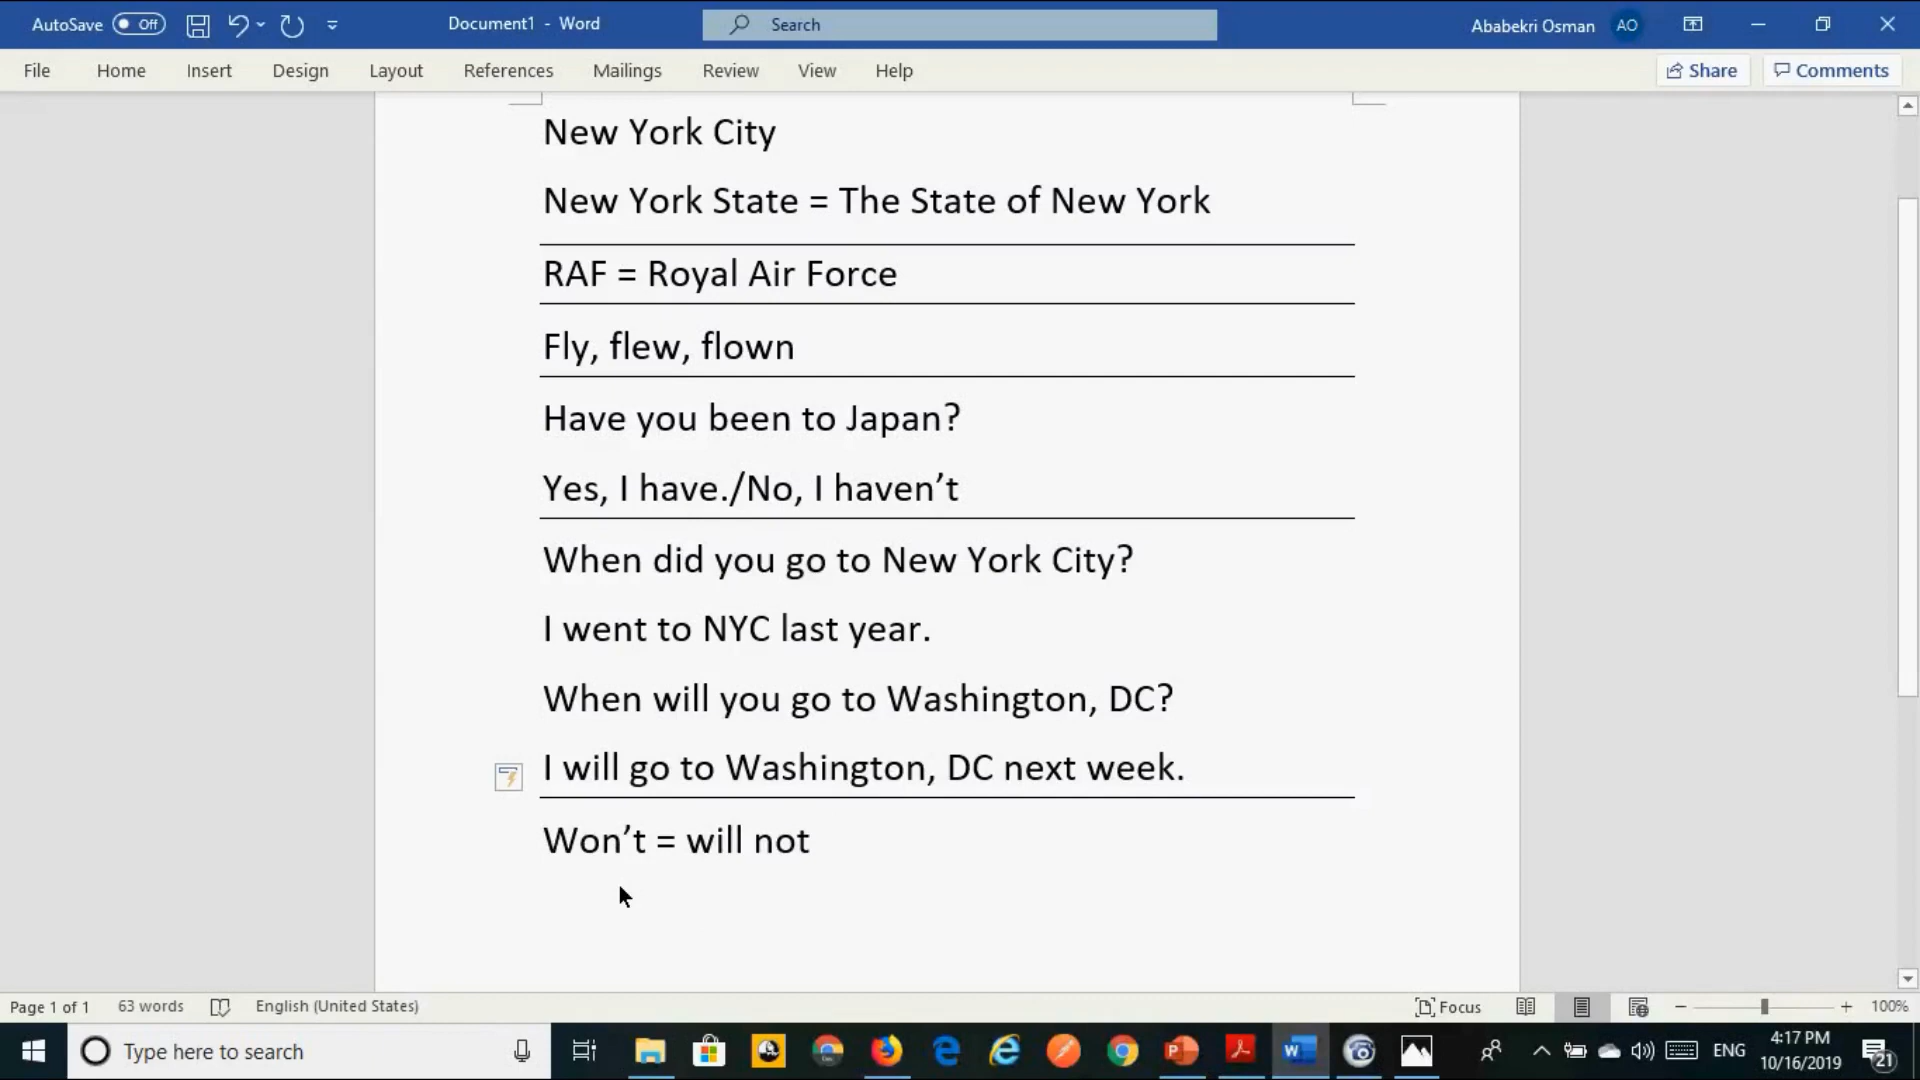 AutoSave Off Document1 - Word Search Ababekri Osman AO
File Home Insert Design Layout References Mailings Review View Help Share Comments
New York City
New York State = The State of New York
RAF = Royal Air Force
Fly, flew, flown
Have you been to Japan?
Yes, I have./No, I haven’t
When did you go to New York City?
I went to NYC last year.
When will you go to Washington, DC?
I will go to Washington, DC next week.
Won’t = will not
Page 1 of 1 63 words English (United States) Focus 100%
Type here to search ENG 4:17 PM
10/16/2019 21